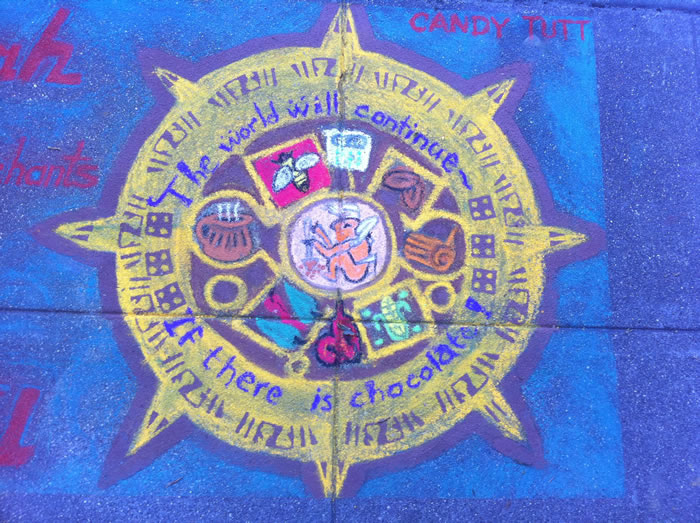 CANDY TUTT
The world will continue~
If there is chocolate!
chants